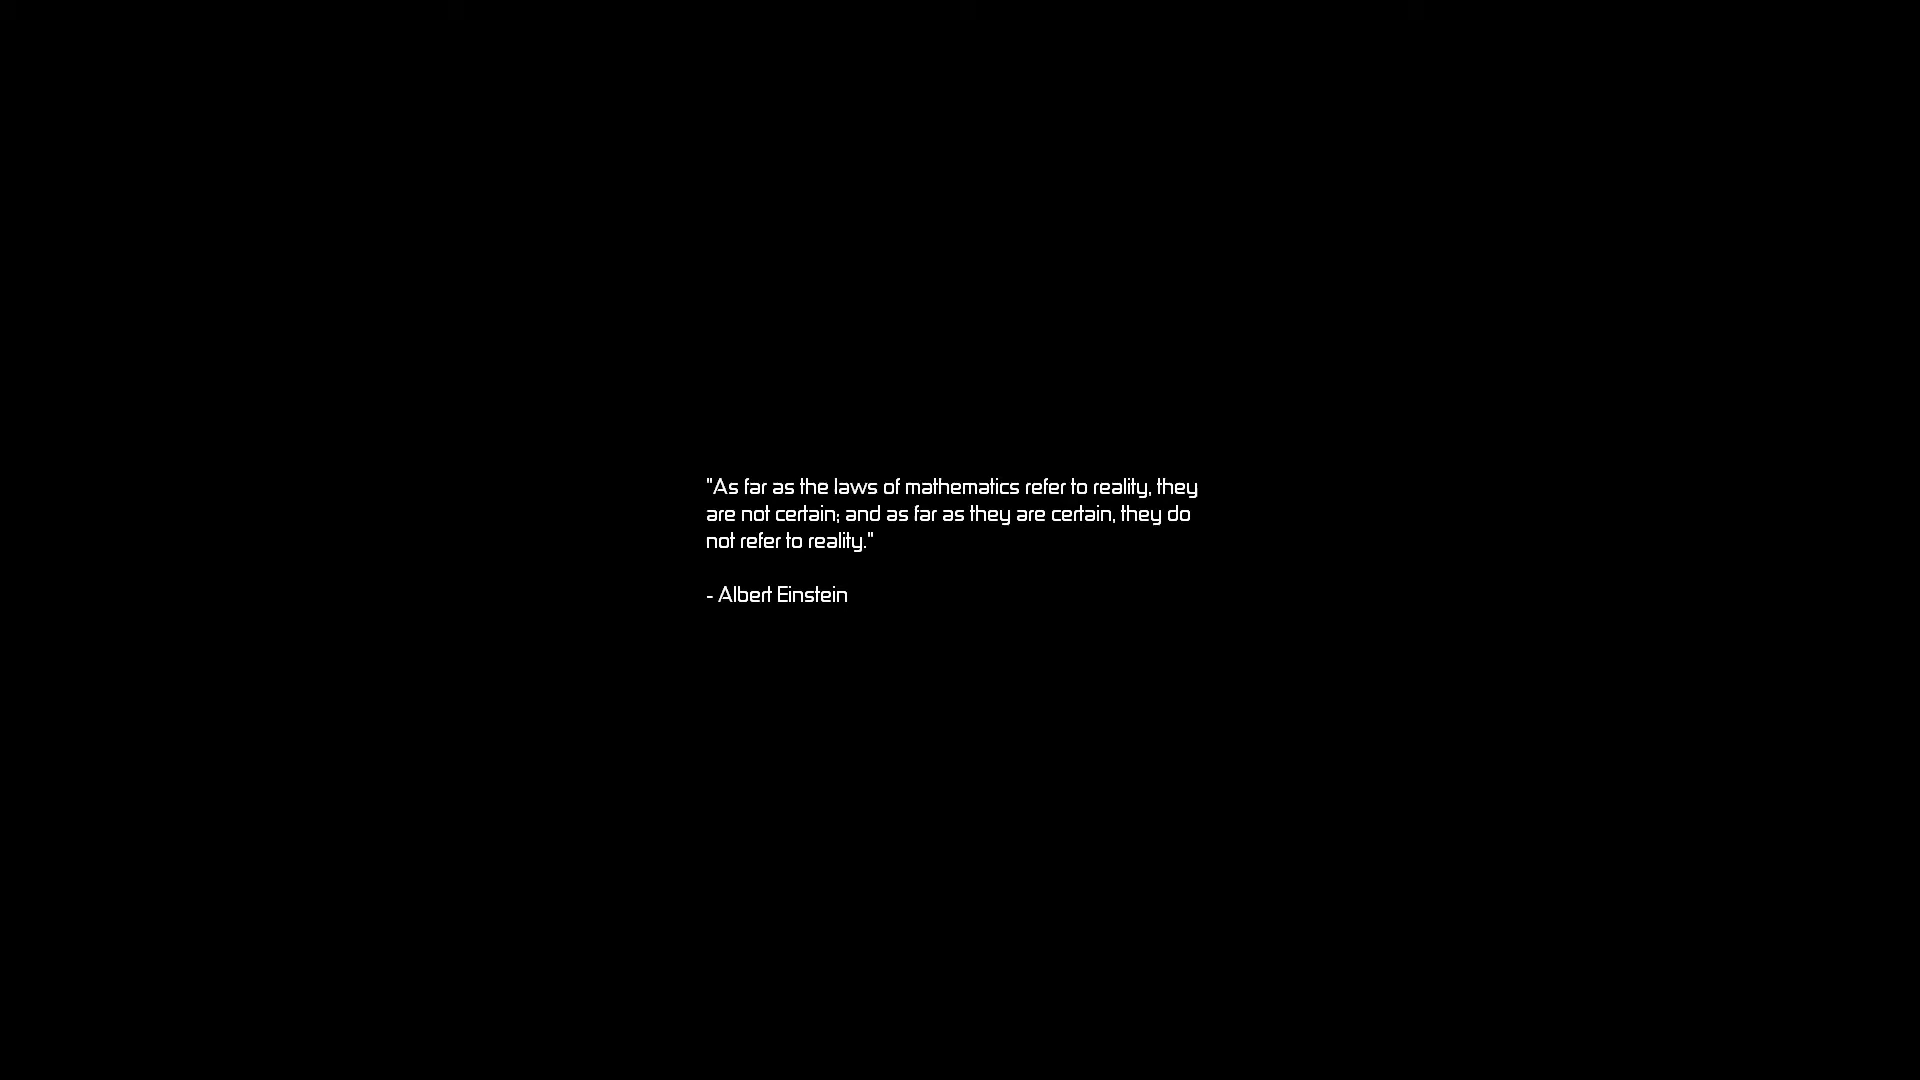 "As far as the laws of mathematics refer to reality, they
are not certain; and as far as they are certain, they do
not refer to reality."
- Albert Einstein